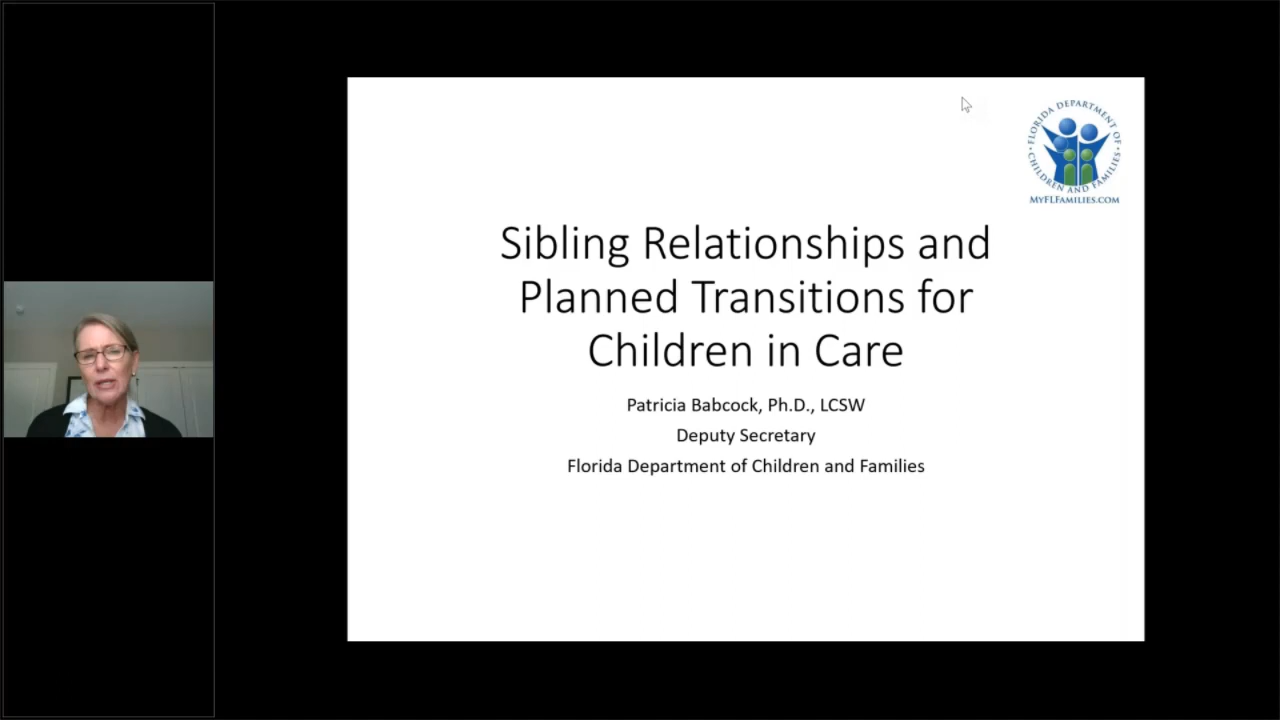 FLORIDA DEPARTMENT OF
CHILDREN AND FAMILIES
MYFLFAMILIES.COM
Sibling Relationships and
Planned Transitions for
Children in Care
Patricia Babcock, Ph.D., LCSW
Deputy Secretary
Florida Department of Children and Families